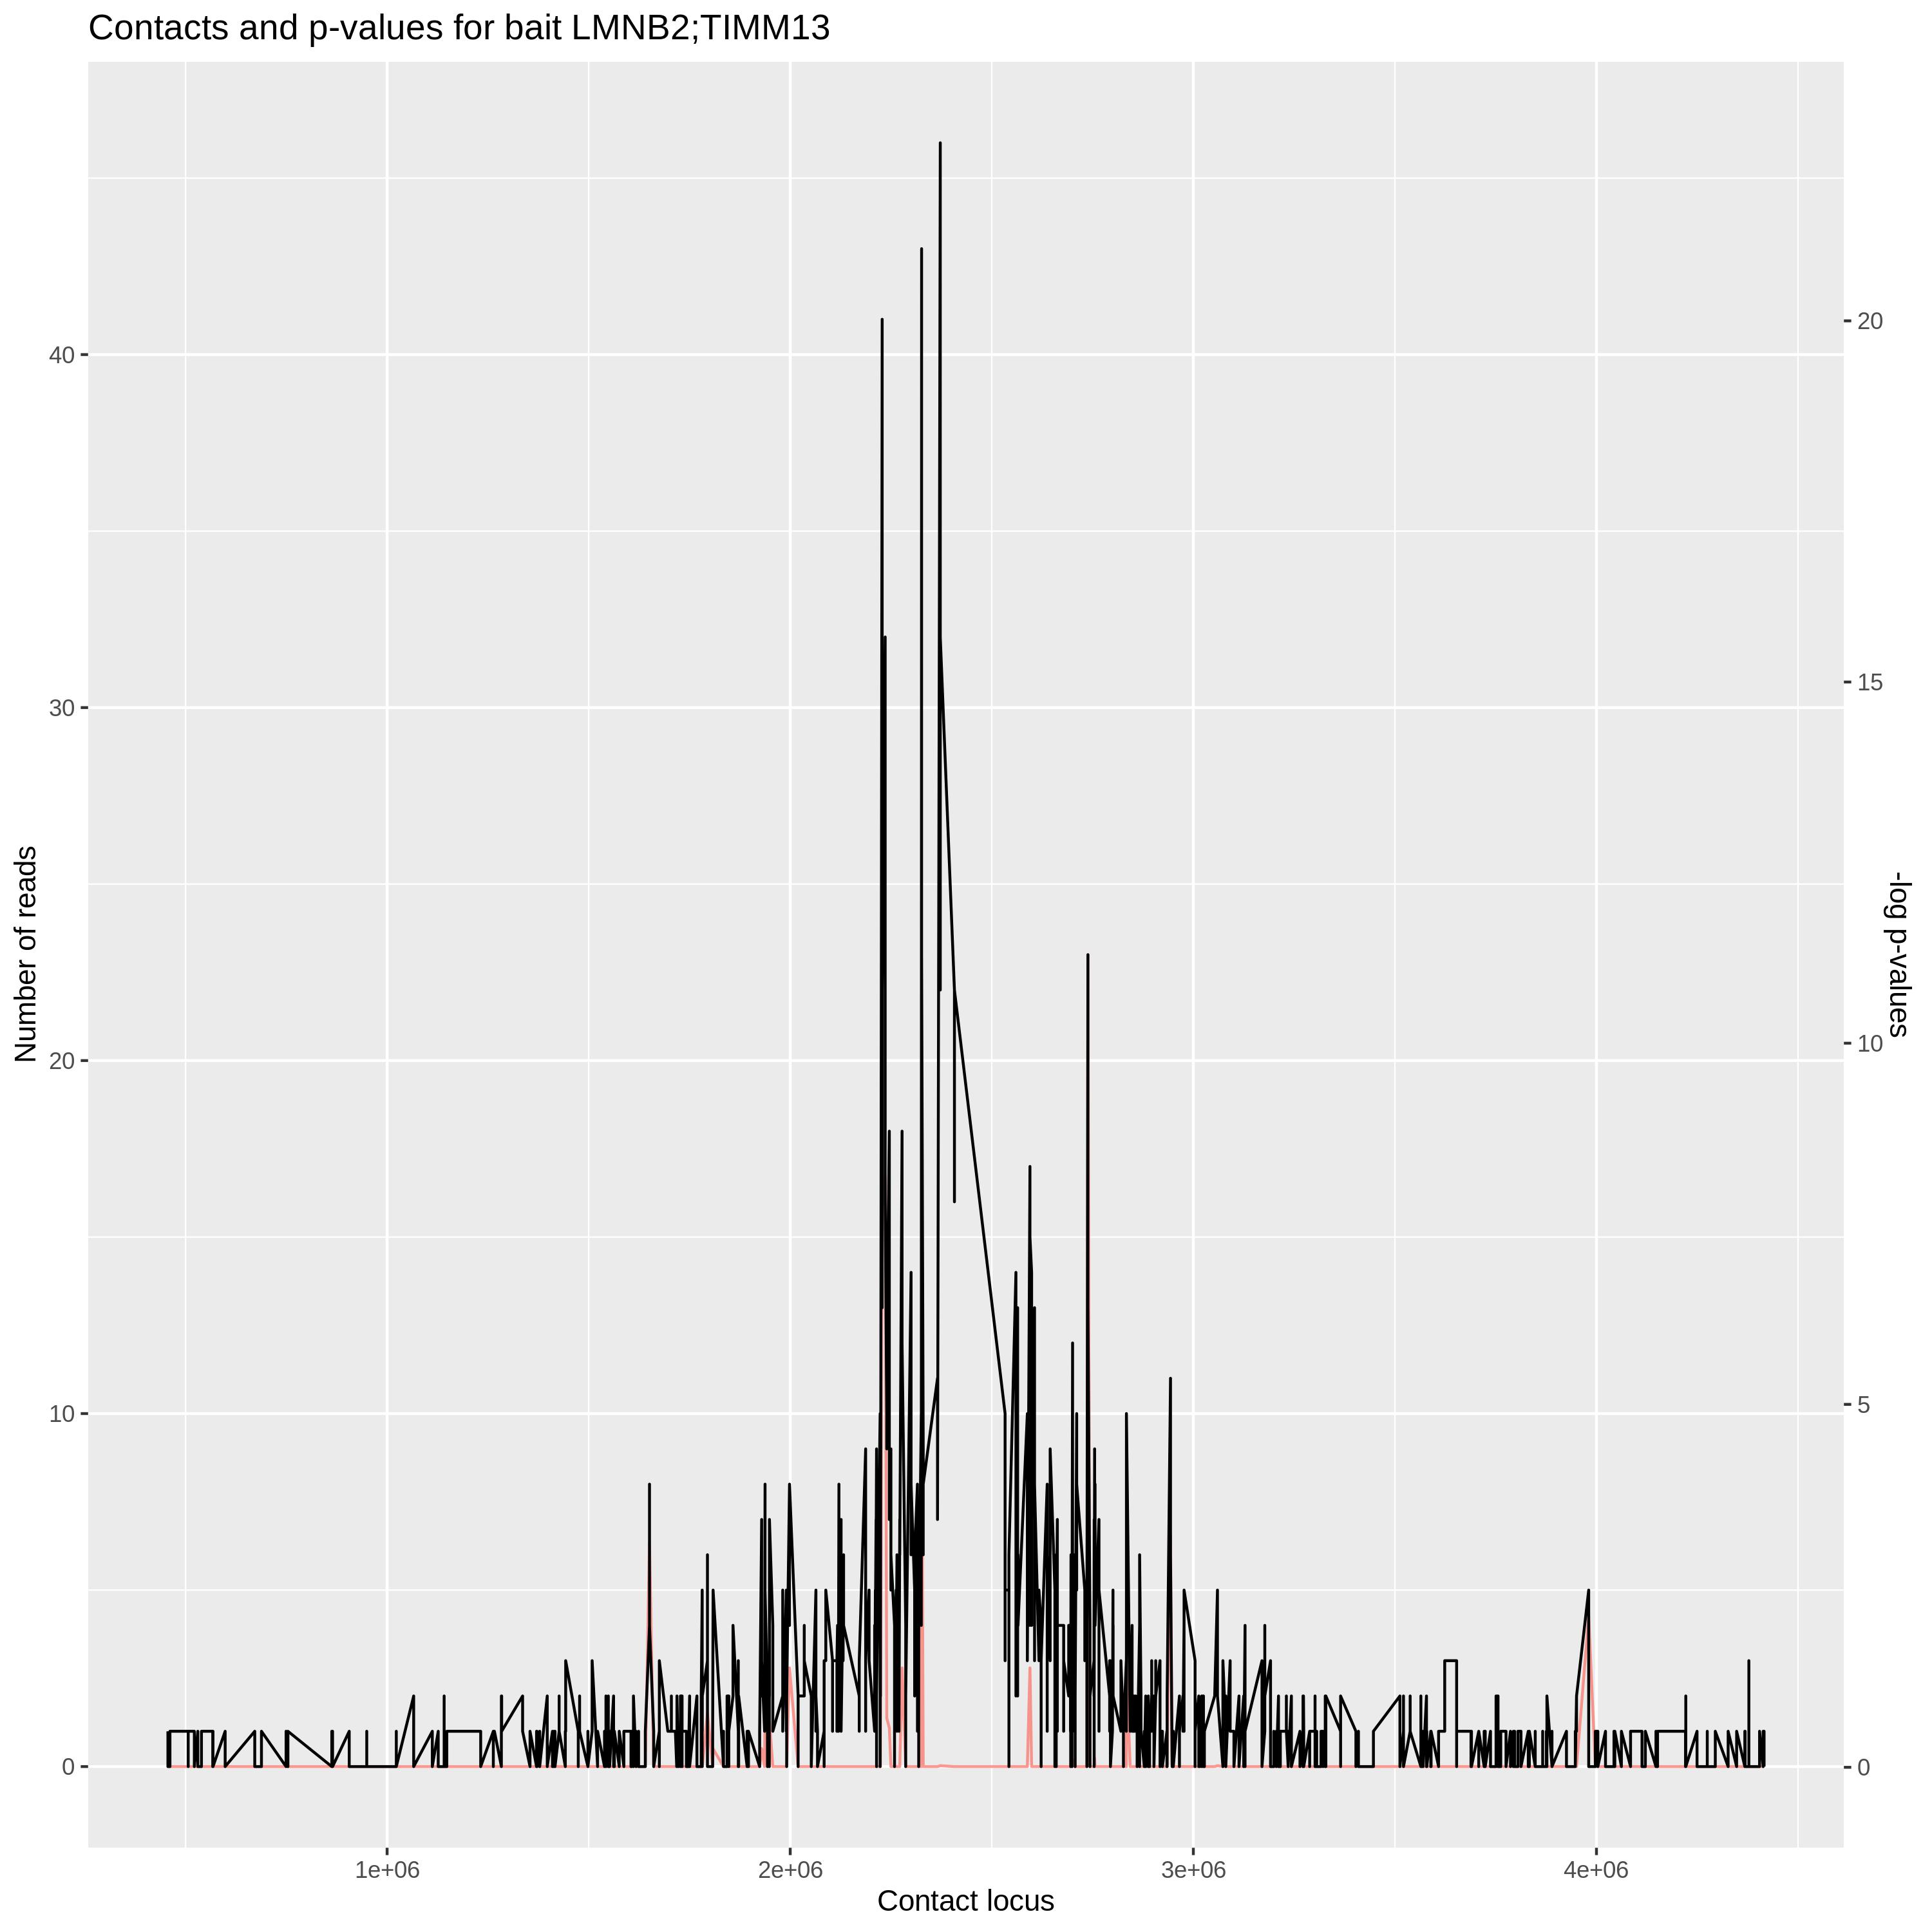 Contacts and p-values for bait LMNB2;TIMM13
Number of reads
40
30
20
10
0
20
15
10
5
0
-log p-values
1e+06 2e+06 3e+06 4e+06
Contact locus